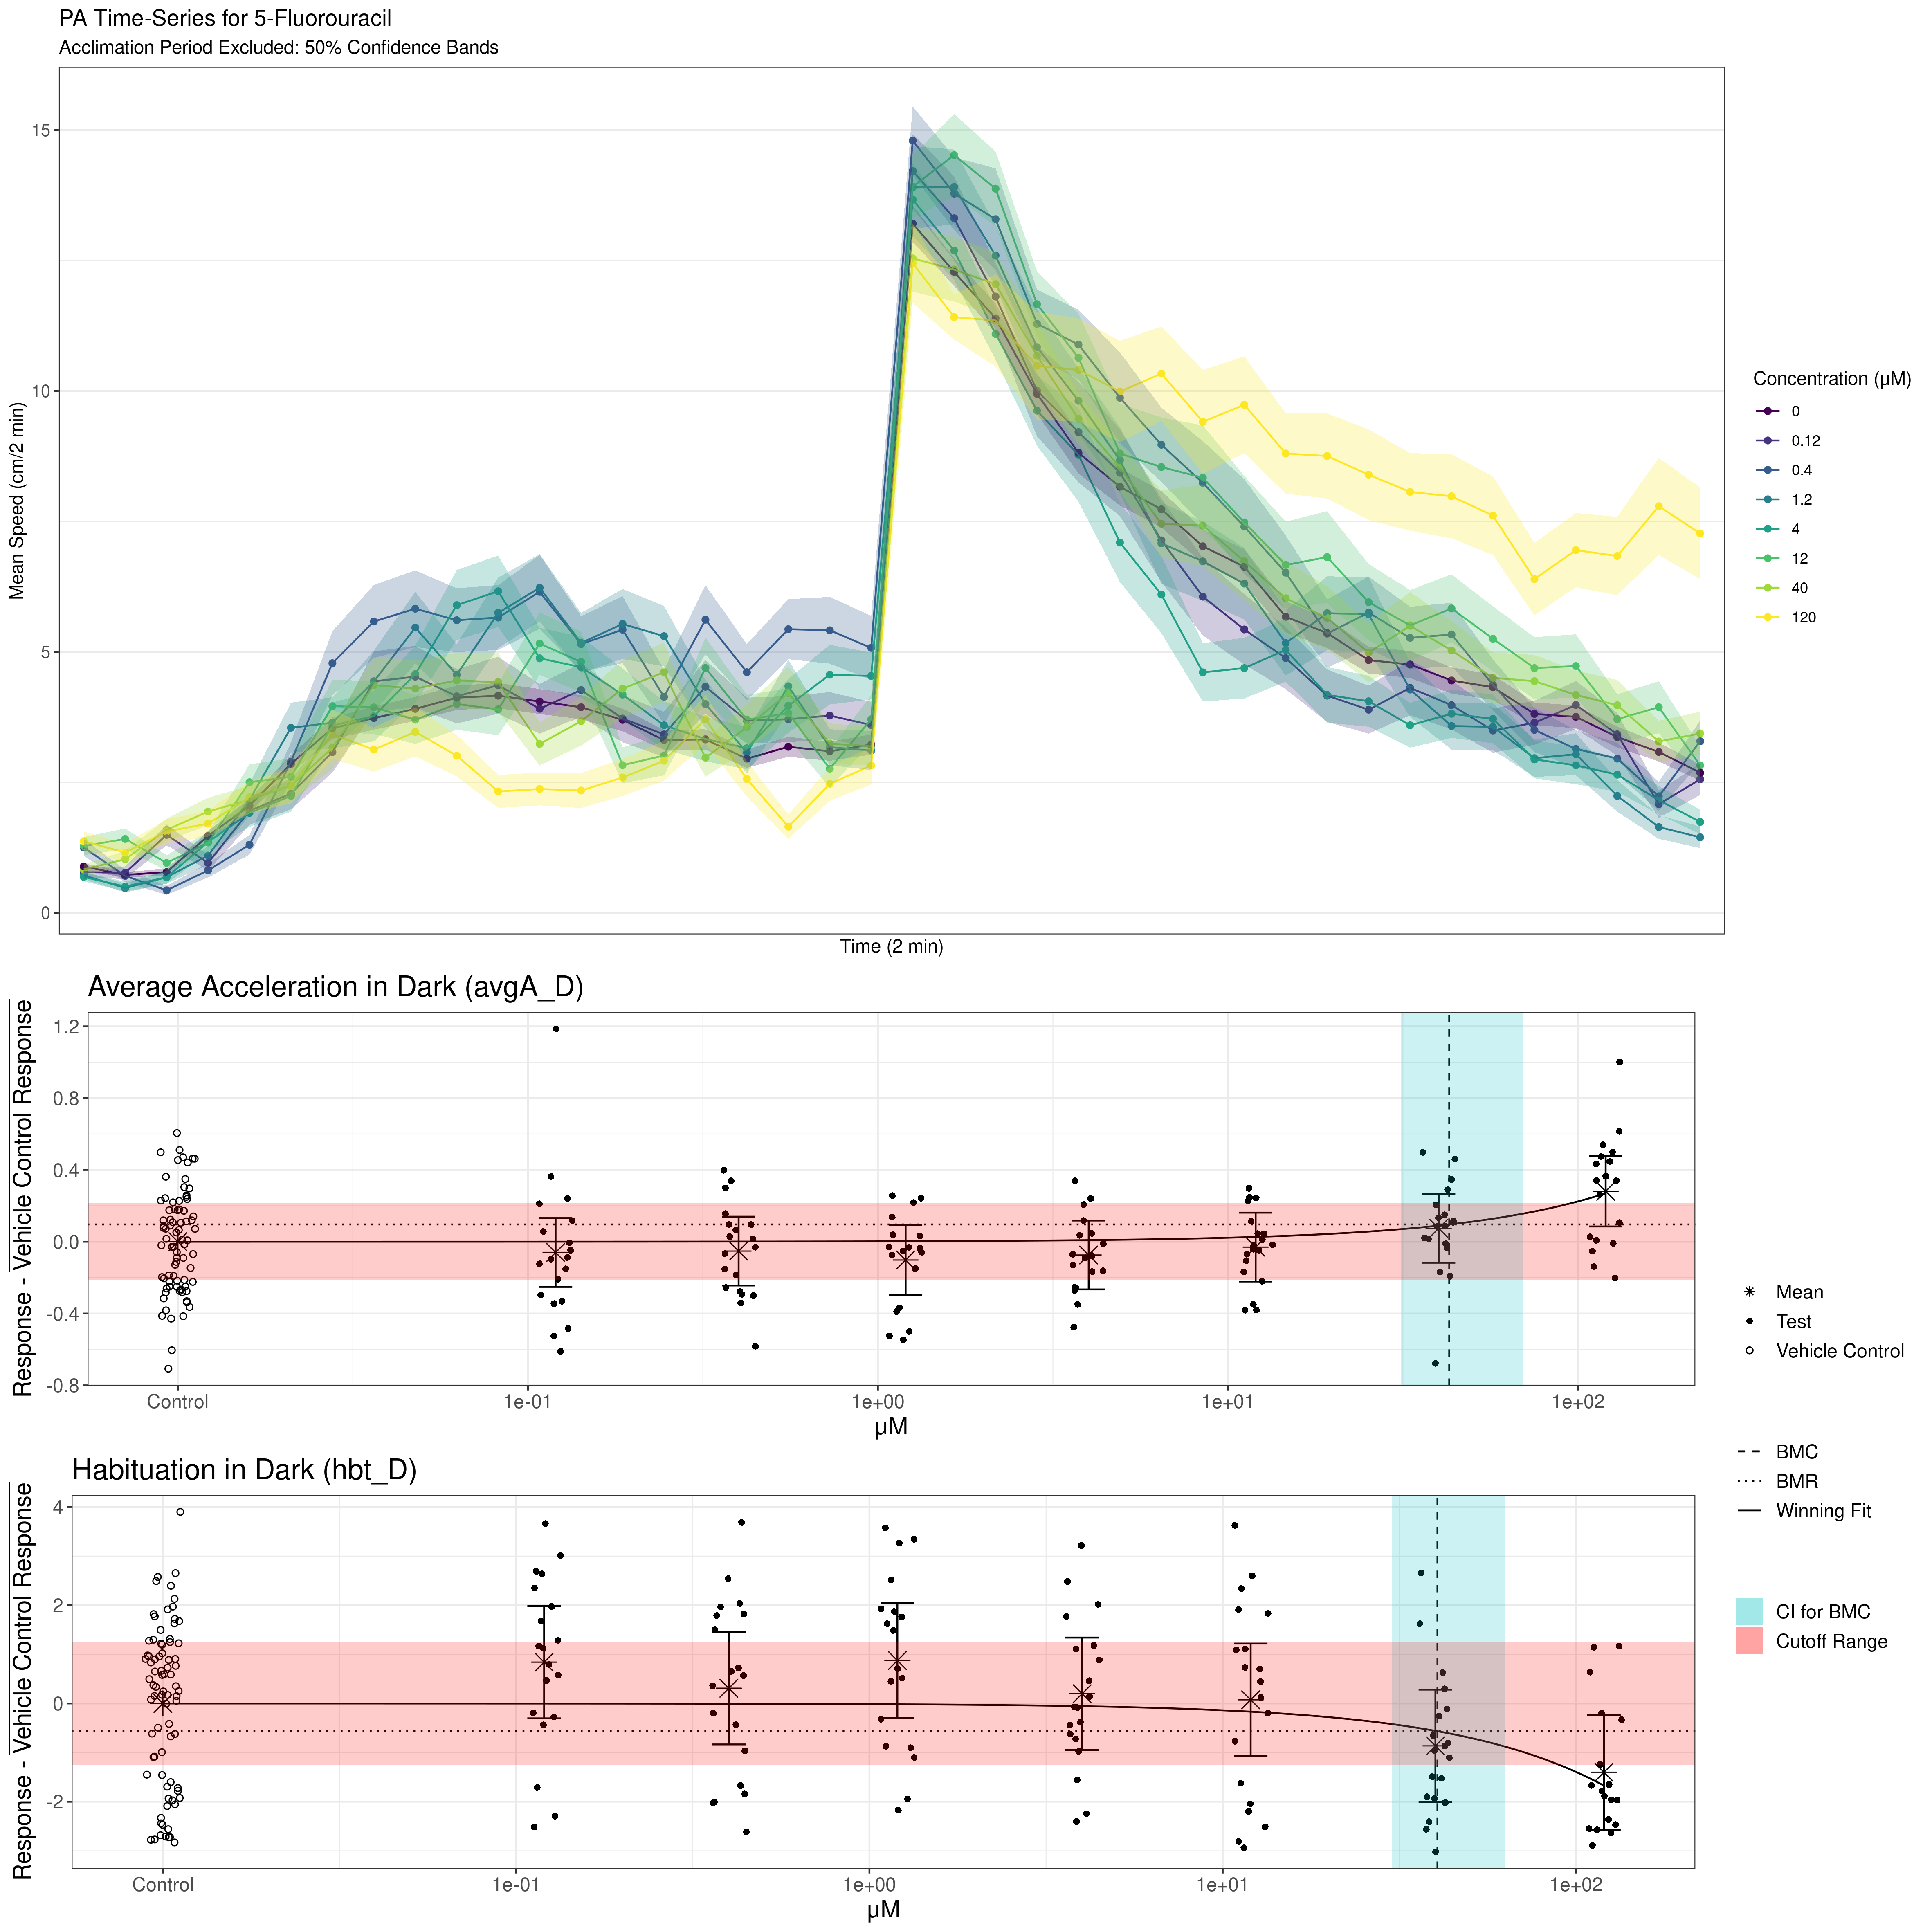 PA Time-Series for 5-Fluorouracil
Acclimation Period Excluded: 50% Confidence Bands
Mean Speed (cm/2 min)
15
10
5
0
Time (2 min)
Concentration (µM)
0
0.12
0.4
1.2
4
12
40
120
Average Acceleration in Dark (avgA_D)
Response - Vehicle Control Response
1.2
0.8
0.4
0.0
-0.4
-0.8
Control
1e-01
1e+00
1e+01
1e+02
µM
Mean
Test
Vehicle Control
BMC
BMR
Winning Fit
CI for BMC
Cutoff Range
Habituation in Dark (hbt_D)
Response - Vehicle Control Response
4
2
0
-2
Control
1e-01
1e+00
1e+01
1e+02
µM